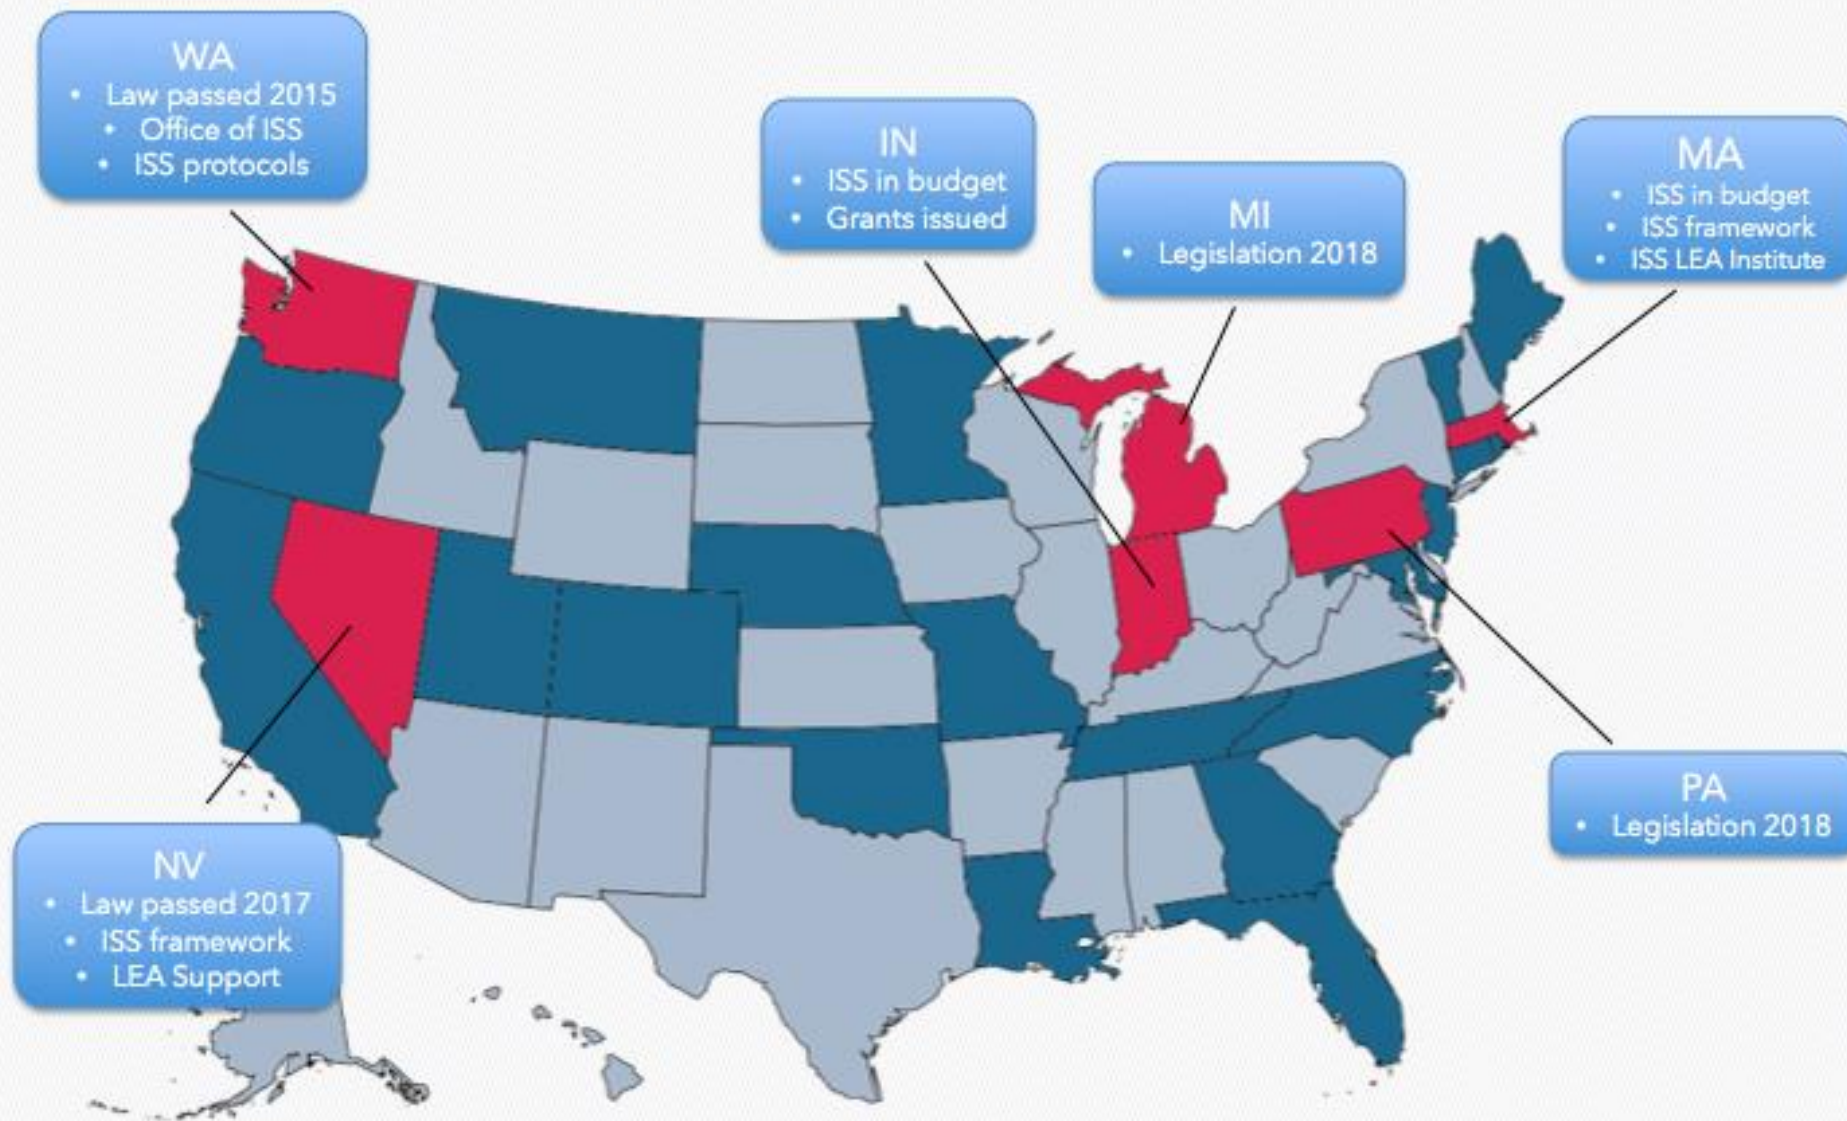 WA
• Law passed 2015
• Office of ISS
• ISS protocols
IN
• ISS in budget
• Grants issued
MI
• Legislation 2018
MA
• ISS in budget
• ISS framework
• ISS LEA Institute
NV
• Law passed 2017
• ISS framework
• LEA Support
PA
• Legislation 2018